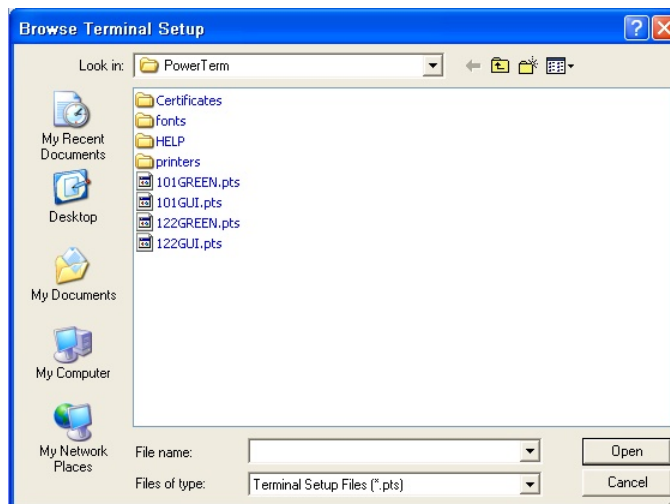 Browse Terminal Setup
Look in:
PowerTerm
My Recent
Documents
Desktop
My Documents
My Computer
My Network
Places
Certificates
fonts
HELP
printers
101GREEN.pts
101GUI.pts
122GREEN.pts
122GUI.pts
File name:
Open
Files of type:
Terminal Setup Files (*.pts)
Cancel